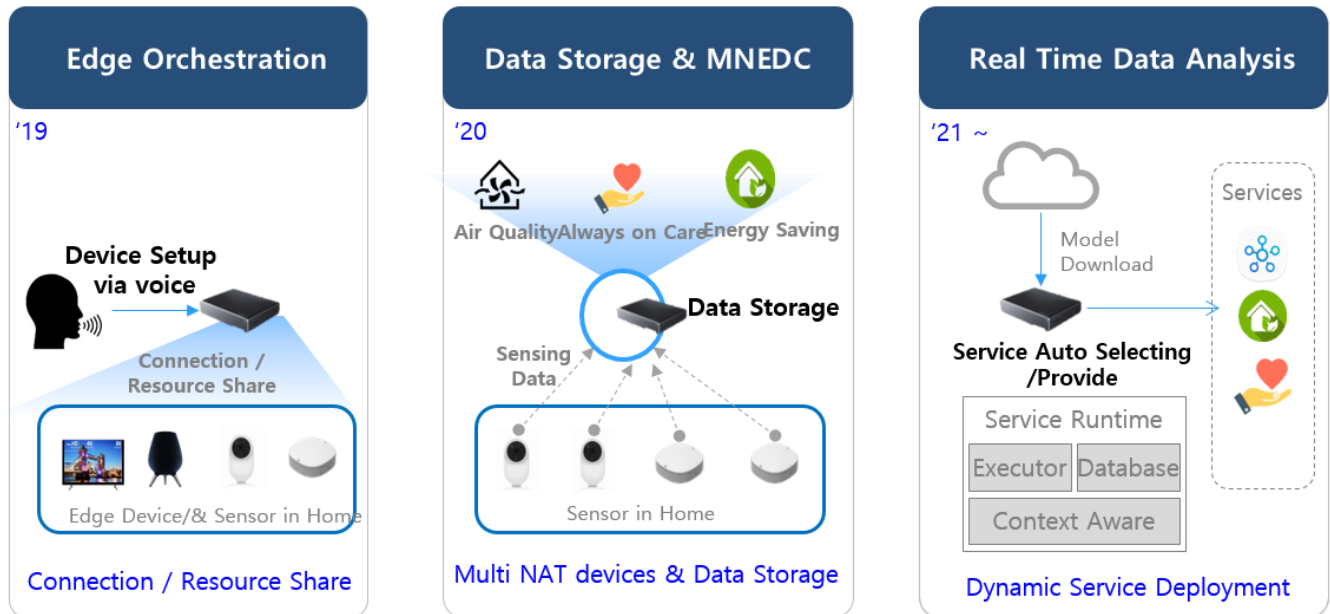 Edge Orchestration
'19
Device Setup
via voice
Connection /
Resource Share
Edge Device/& Sensor in Home
Connection / Resource Share
Data Storage & MNEDC
'20
Air Quality
Always on Care
Energy Saving
Data Storage
Sensing
Data
Sensor in Home
Multi NAT devices & Data Storage
Real Time Data Analysis
'21 ~
Services
Model
Download
Service Auto Selecting
/Provide
Service Runtime
Executor
Database
Context Aware
Dynamic Service Deployment